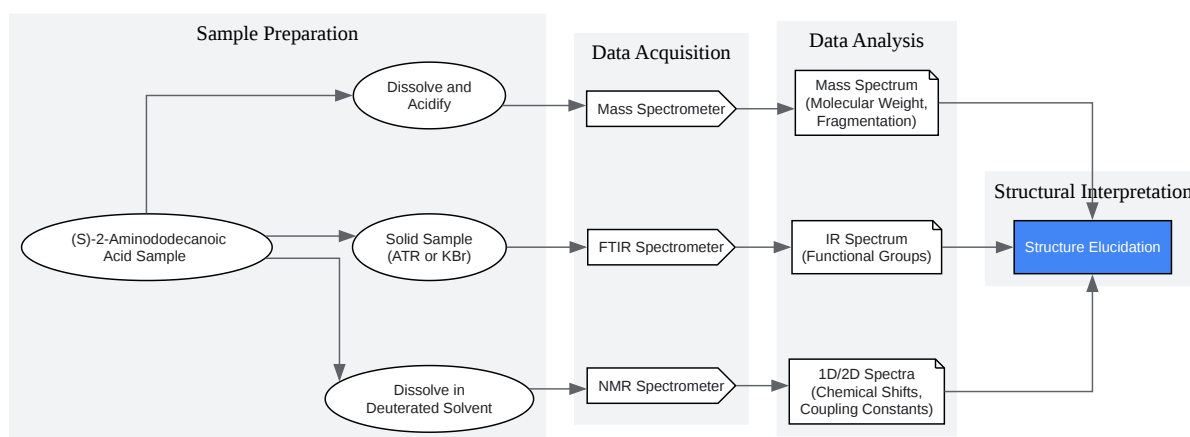 Sample Preparation
Data Acquisition
Data Analysis
Dissolve and
Acidify
Mass Spectrometer
Mass Spectrum
(Molecular Weight,
Fragmentation)
Structural Interpretation
(S)-2-Aminododecanoic
Acid Sample
Solid Sample
(ATR or KBr)
FTIR Spectrometer
IR Spectrum
(Functional Groups)
Structure Elucidation
Dissolve in
Deuterated Solvent
NMR Spectrometer
1D/2D Spectra
(Chemical Shifts,
Coupling Constants)